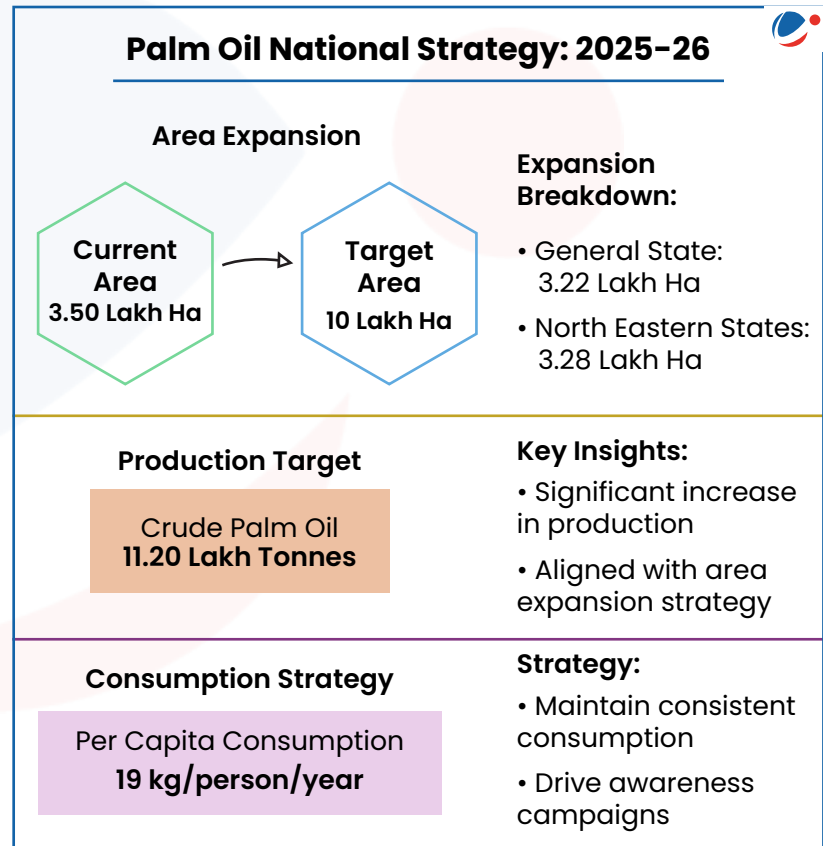 Palm Oil National Strategy: 2025-26
Area Expansion
Current
Area
3.50 Lakh Ha
Target
Area
10 Lakh Ha
Expansion
Breakdown:
• General State:
3.22 Lakh Ha
• North Eastern States:
3.28 Lakh Ha
Production Target
Crude Palm Oil
11.20 Lakh Tonnes
Key Insights:
• Significant increase
in production
• Aligned with area
expansion strategy
Consumption Strategy
Per Capita Consumption
19 kg/person/year
Strategy:
• Maintain consistent
consumption
• Drive awareness
campaigns